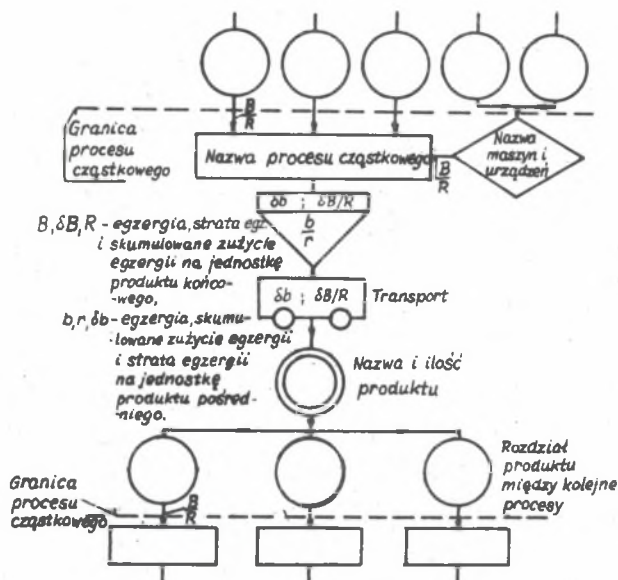 B
R
Granica
procesu
cząstkowego
Nazwa procesu cząstkowego
B
R
Nazwa
maszyn i
urządzeń
δb ; δB/R
b
r
B, δB, R - egzergia, strata egz.
i skumulowane zużycie
egzergii na jednostkę
produktu końco-
wego,
δb ; δB/R
Transport
b, r, δb - egzergia, skumu-
lowane zużycie egzergii
i strata egzergii
na jednostkę
produktu pośred-
niego.
Nazwa i ilość
produktu
Rozdział
produktu
między kolejne
procesy
Granica
procesu
cząstkowego
B
R